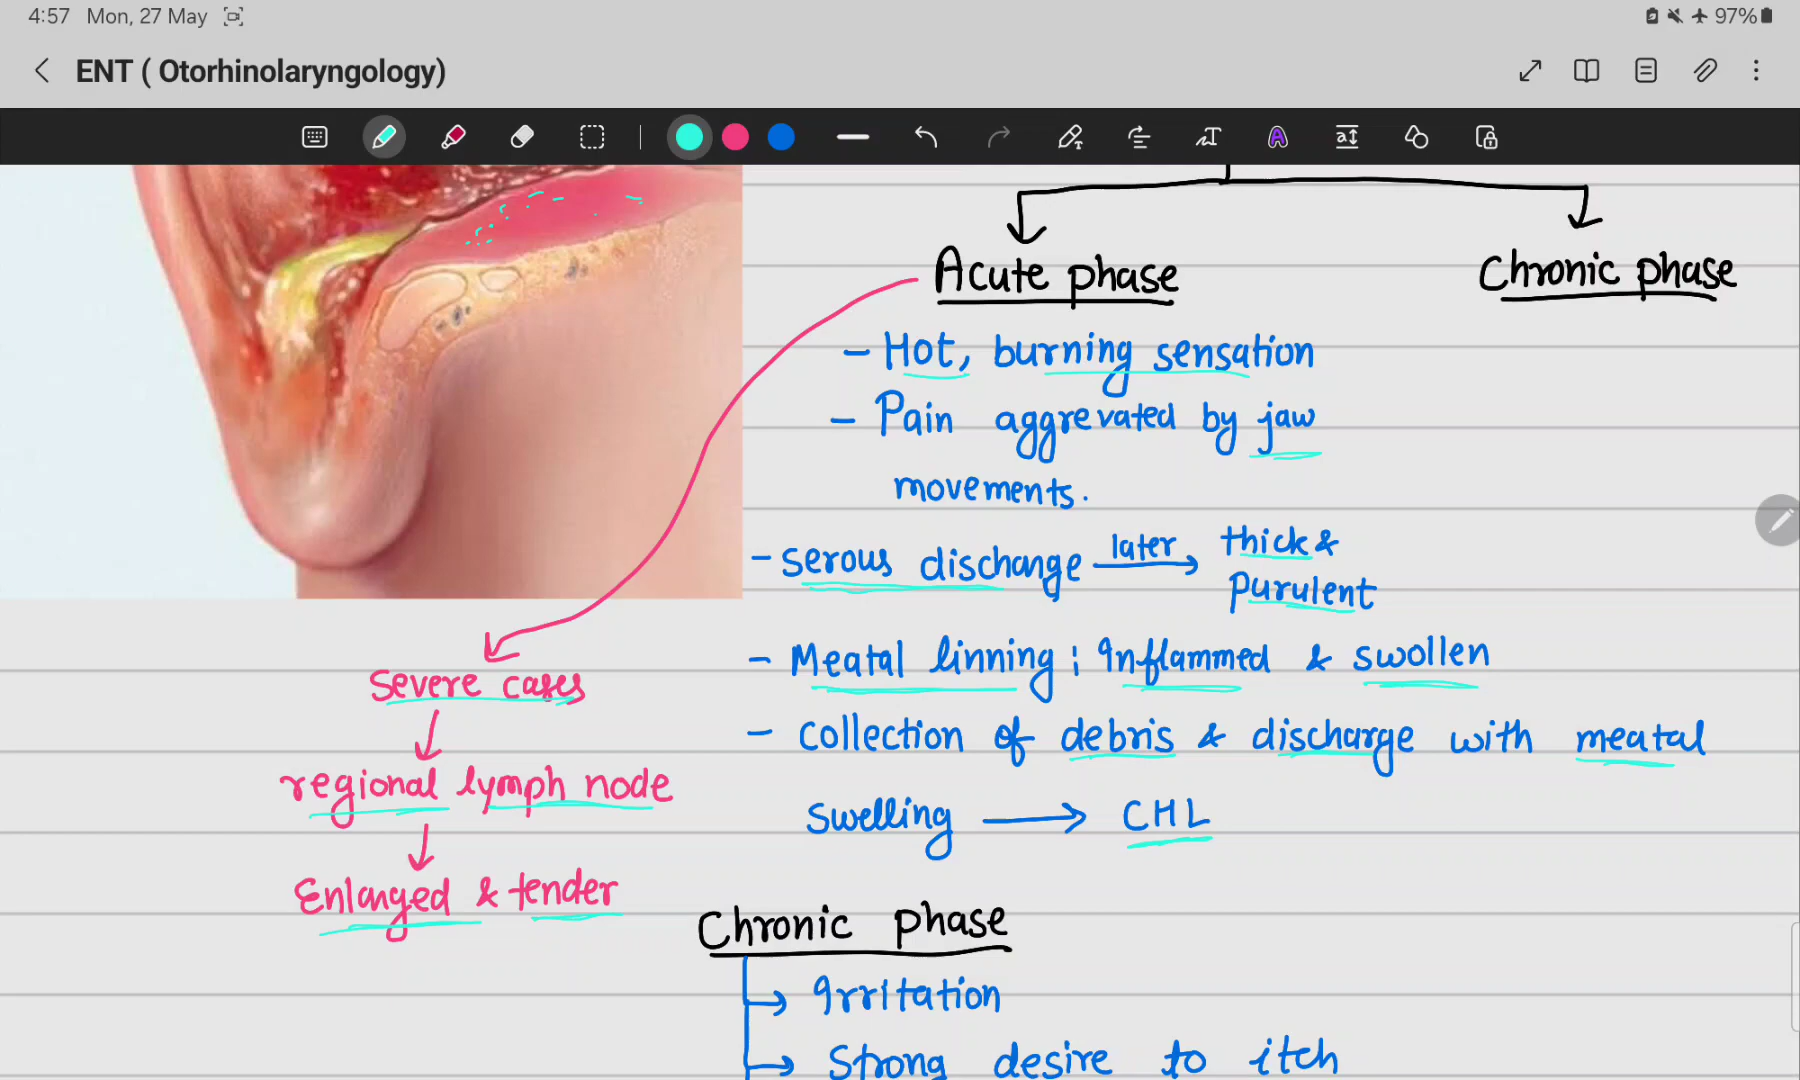 4:57 Mon, 27 May
97%
ENT ( Otorhinolaryngology)
Acute phase
Chronic phase
- Hot, burning sensation
- Pain aggrevated by jaw
movements.
- serous discharge later → thick &
purulent
- Meatal linning : Inflammed & swollen
- collection of debris & discharge with meatal
swelling → CHL
Severe cases
↓
regional lymph node
↓
Enlarged & tender
Chronic phase
→ Irritation
→ Strong desire to itch